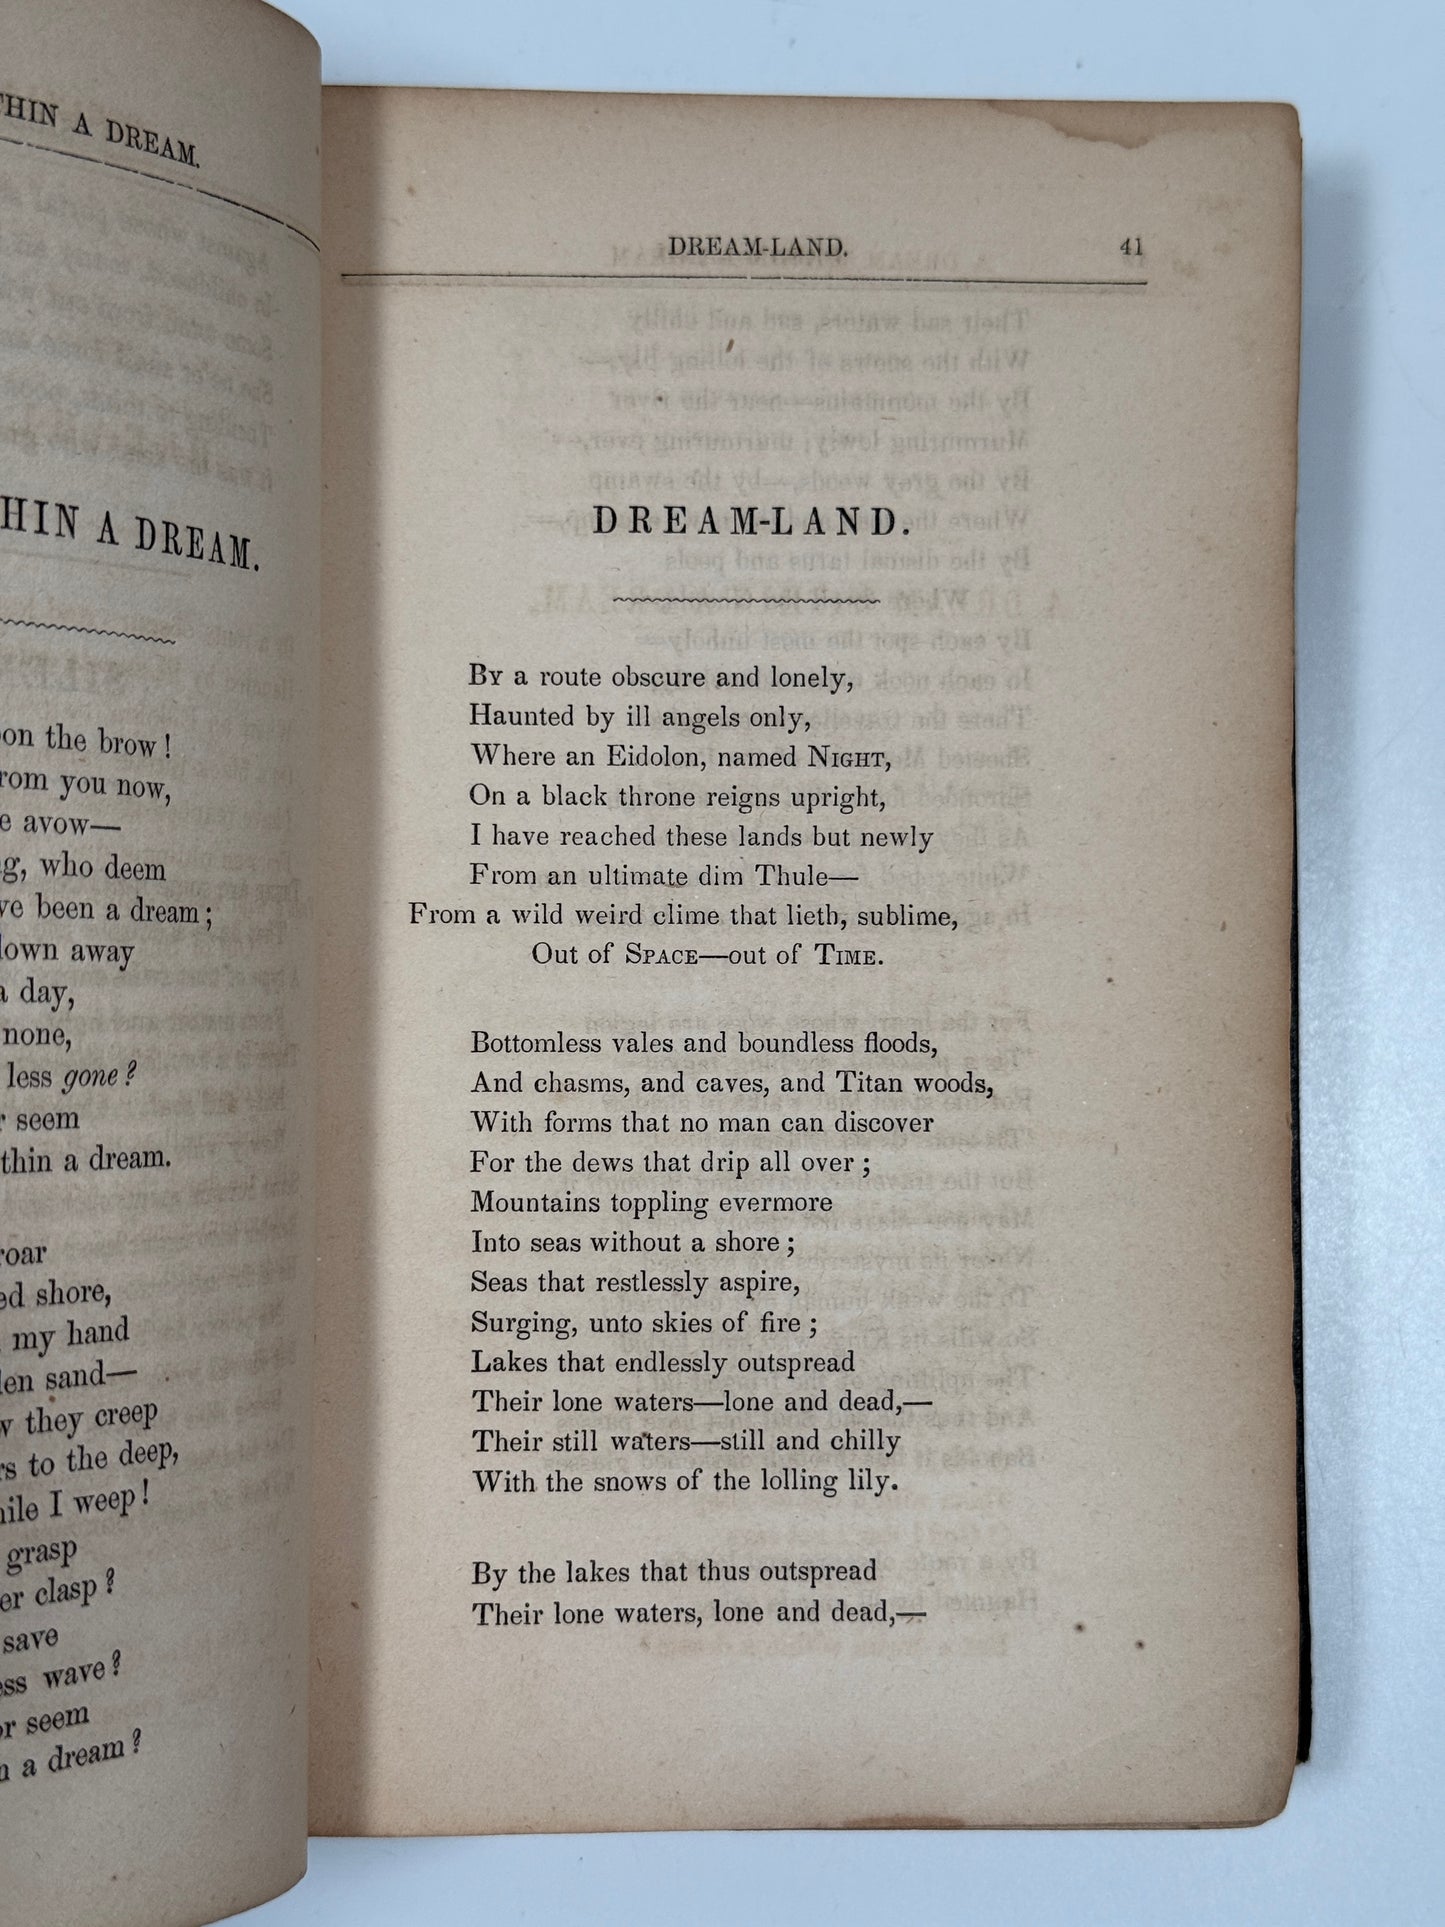 THIN A DREAM.
HIN A DREAM.
on the brow!
rom you now,
e avow—
g, who deem
ve been a dream;
down away
a day,
none,
less gone?
r seem
thin a dream.
roar
ed shore,
my hand
den sand—
w they creep
rs to the deep,
hile I weep!
grasp
er clasp?
save
ess wave?
or seem
n a dream?
DREAM-LAND. 41
DREAM-LAND.
BY a route obscure and lonely,
Haunted by ill angels only,
Where an Eidolon, named NIGHT,
On a black throne reigns upright,
I have reached these lands but newly
From an ultimate dim Thule—
From a wild weird clime that lieth, sublime,
Out of SPACE—out of TIME.
Bottomless vales and boundless floods,
And chasms, and caves, and Titan woods,
With forms that no man can discover
For the dews that drip all over;
Mountains toppling evermore
Into seas without a shore;
Seas that restlessly aspire,
Surging, unto skies of fire;
Lakes that endlessly outspread
Their lone waters—lone and dead,—
Their still waters—still and chilly
With the snows of the lolling lily.
By the lakes that thus outspread
Their lone waters, lone and dead,—